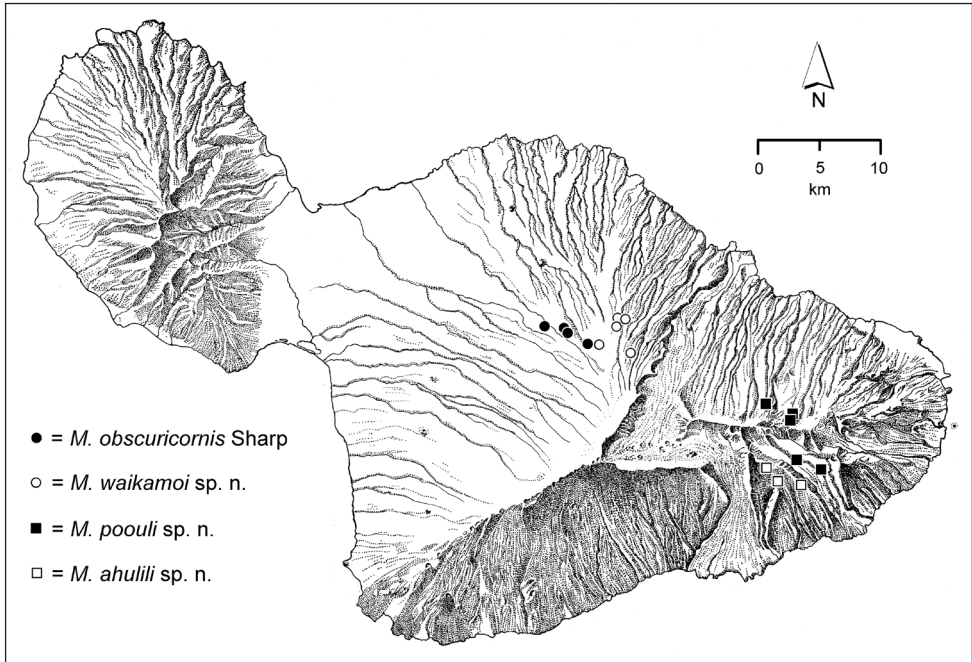 N
0 5 10
km
● = M. obscuricornis Sharp
○ = M. waikamoi sp. n.
■ = M. poouli sp. n.
□ = M. ahulili sp. n.